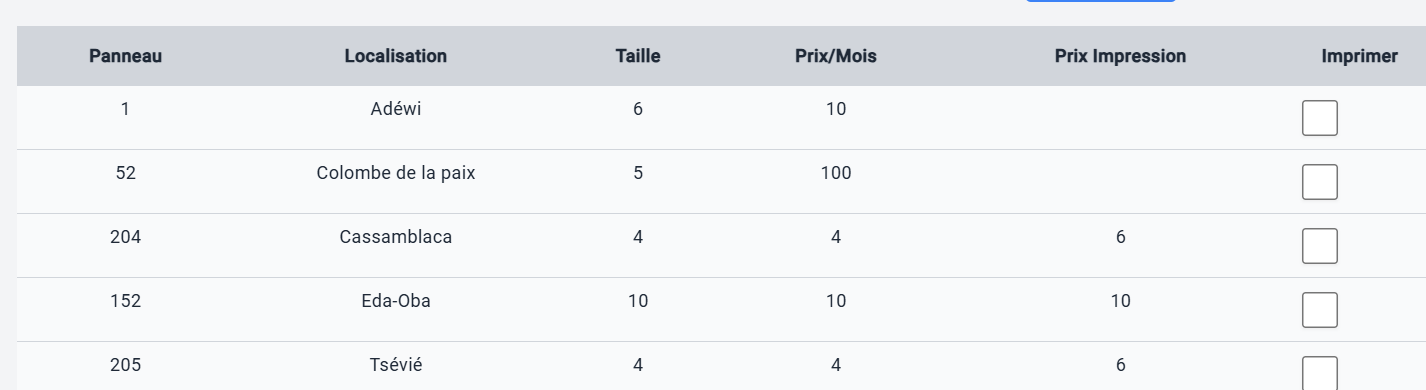 Panneau Localisation Taille Prix/Mois Prix Impression Imprimer
1 Adéwi 6 10
52 Colombe de la paix 5 100
204 Cassamblaca 4 4 6
152 Eda-Oba 10 10 10
205 Tsévié 4 4 6